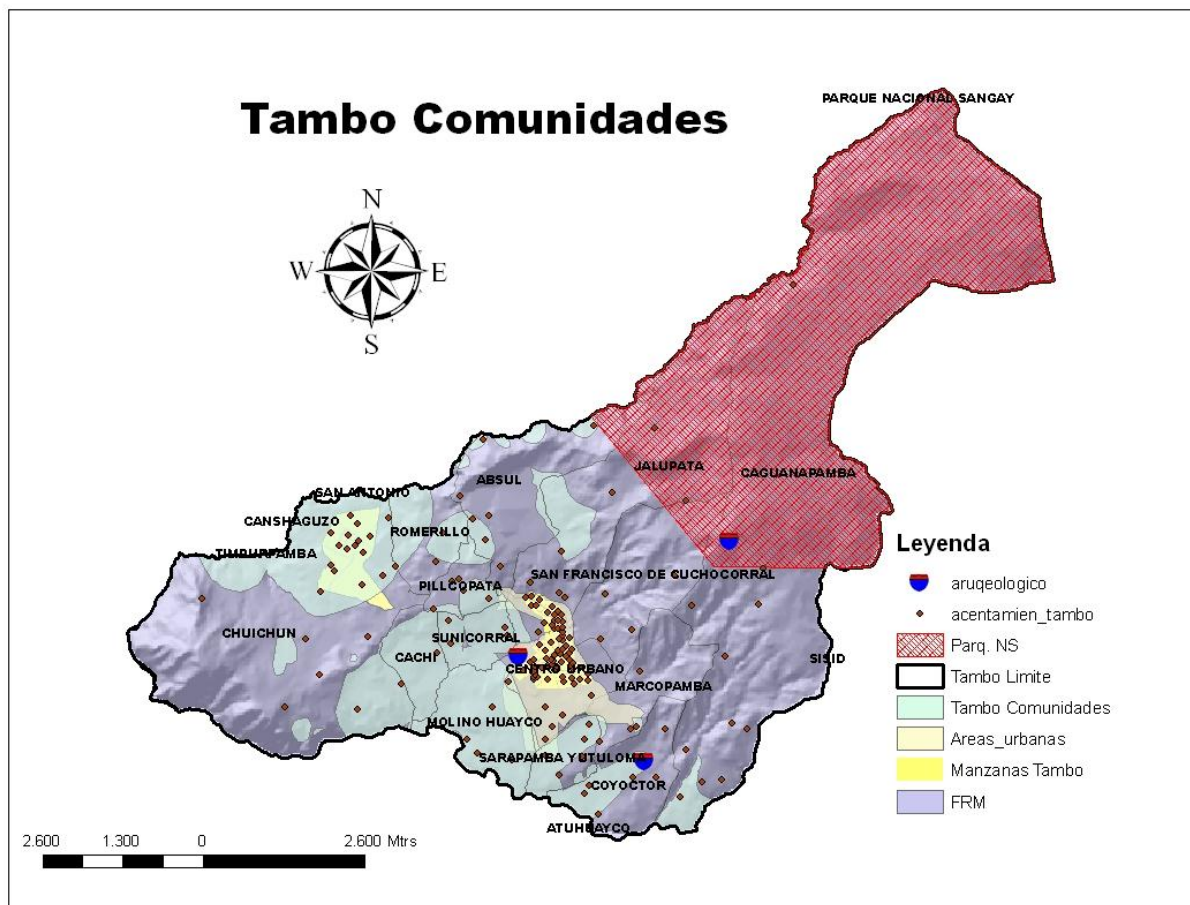 PARQUE NACIONAL SANGAY
Tambo Comunidades
N
W E
S
JALUPATA
CAGUANAPAMBA
ABSUL
SAN ANTONIO
CANSHAGUZO
ROMERILLO
SAN FRANCISCO DE CUCHOCORRAL
PILLCOPATA
CHUICHUN
SUNICORRAL
CACHI
CENTRO URBANO
SISID
MARCOPAMBA
MOLINO HUAYCO
SARAPAMBA YUTULOMA
COYOCTOR
ATUHUAYCO
Leyenda
aruqeologico
acentamien_tambo
Parq. NS
Tambo Limite
Tambo Comunidades
Areas_urbanas
Manzanas Tambo
FRM
2.600 1.300 0 2.600 Mtrs